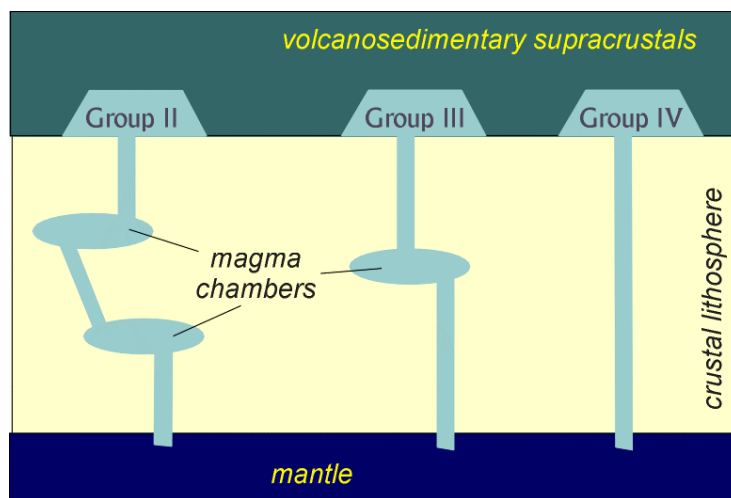 volcanosedimentary supracrustals
Group II
Group III
Group IV
magma
chambers
crustal lithosphere
mantle